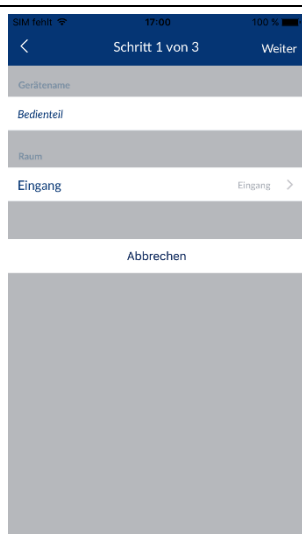 SIM fehlt 17:00 100 %
Schritt 1 von 3 Weiter
Gerätename
Bedienteil
Raum
Eingang Eingang
Abbrechen